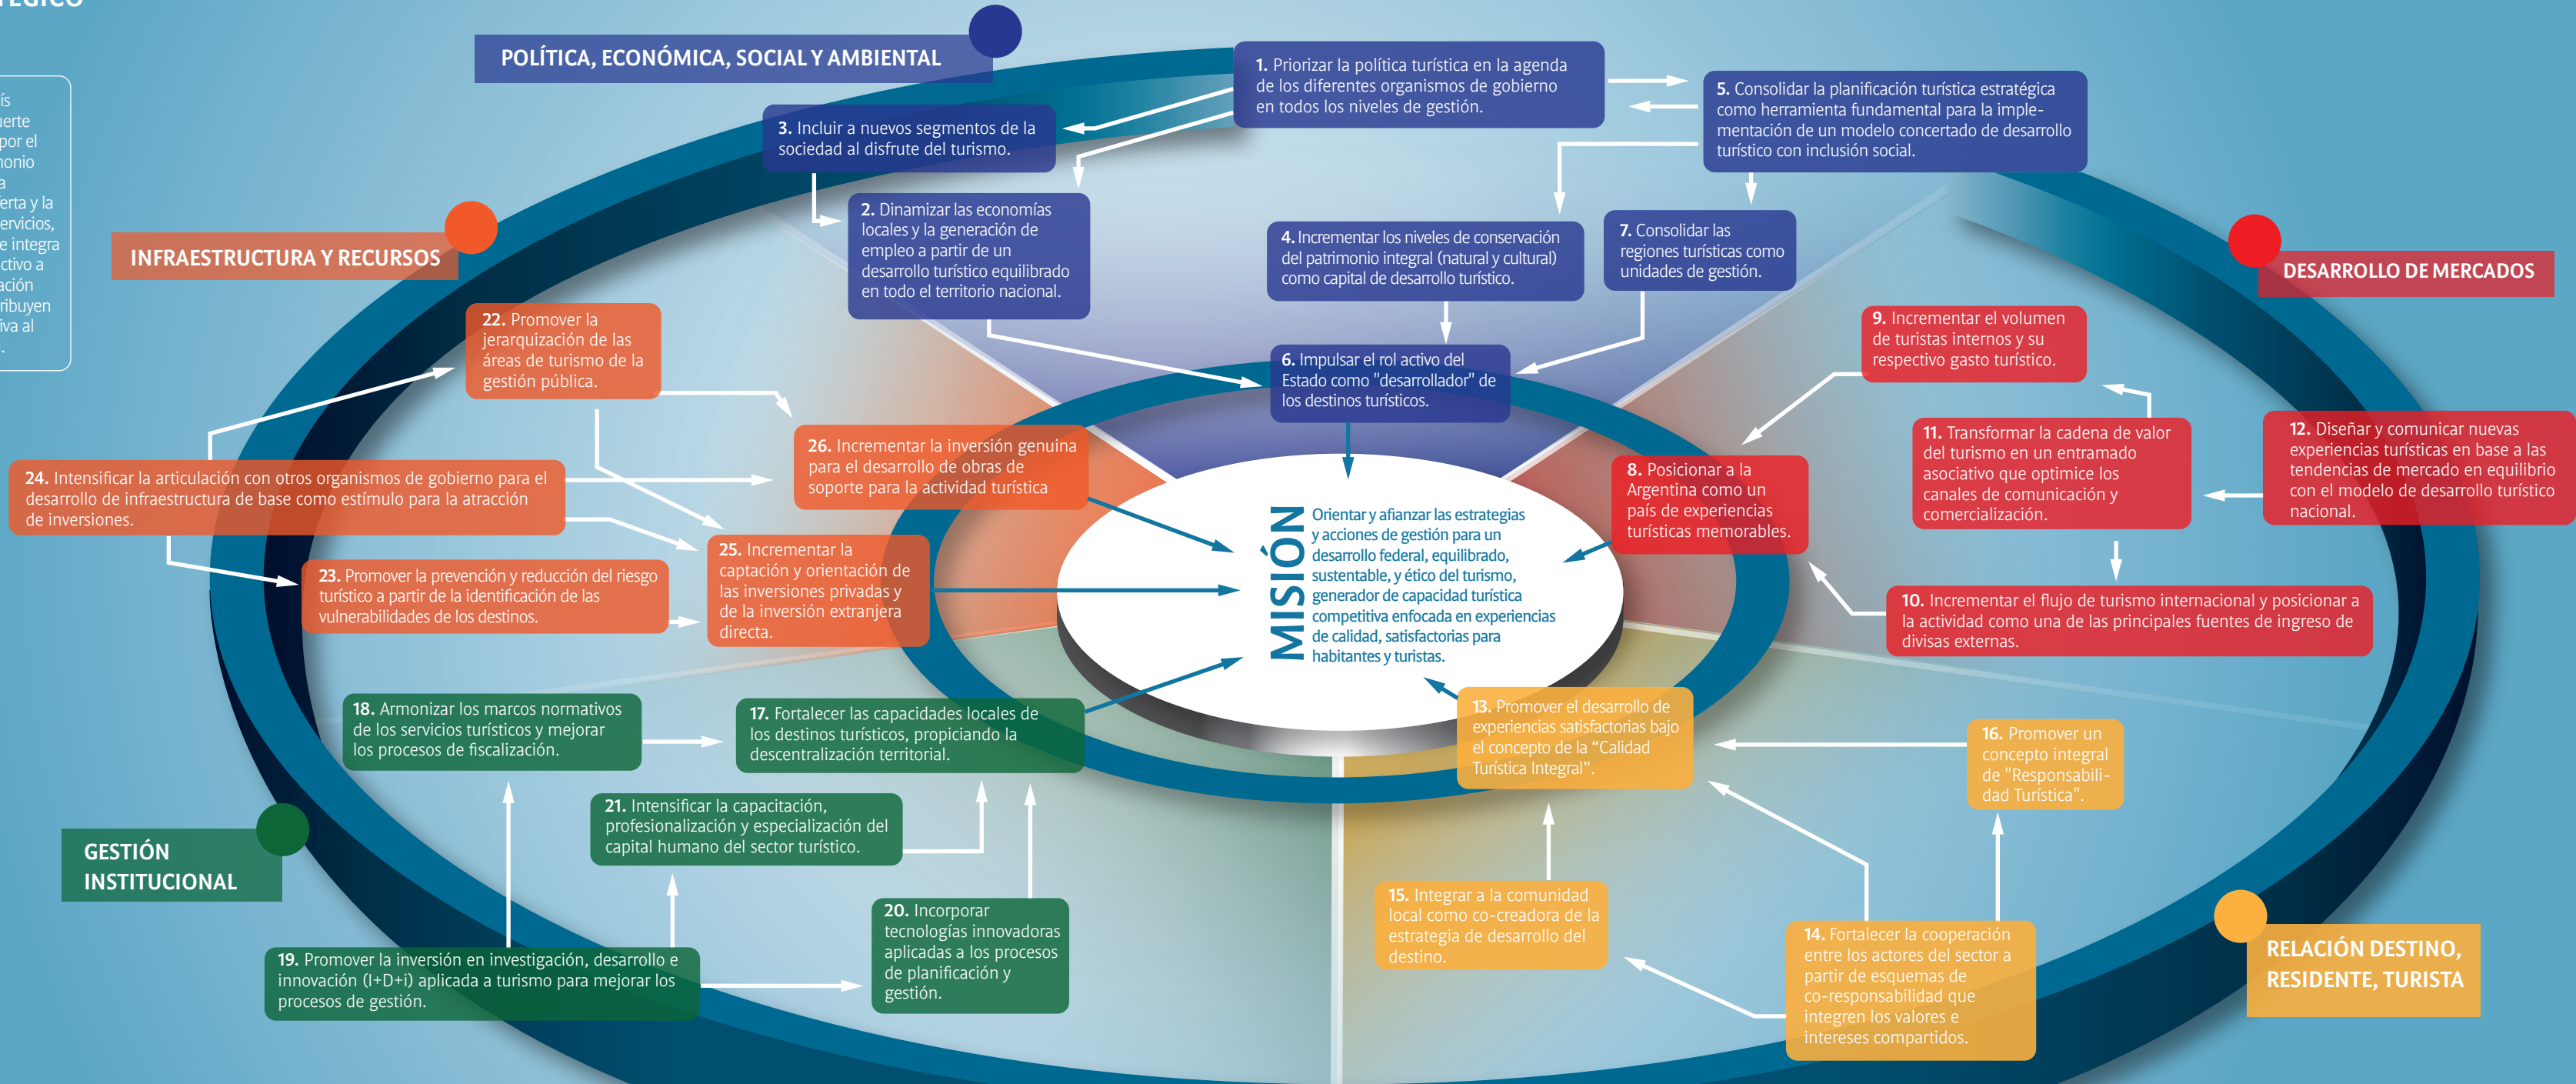 POLÍTICA, ECONÓMICA, SOCIAL Y AMBIENTAL
1. Priorizar la política turística en la agenda
de los diferentes organismos de gobierno
en todos los niveles de gestión.
5. Consolidar la planificación turística estratégica
como herramienta fundamental para la imple-
mentación de un modelo concertado de desarrollo
turístico con inclusión social.
3. Incluir a nuevos segmentos de la
sociedad al disfrute del turismo.
2. Dinamizar las economías
locales y la generación de
empleo a partir de un
desarrollo turístico equilibrado
en todo el territorio nacional.
4. Incrementar los niveles de conservación
del patrimonio integral (natural y cultural)
como capital de desarrollo turístico.
7. Consolidar las
regiones turísticas como
unidades de gestión.
6. Impulsar el rol activo del
Estado como "desarrollador" de
los destinos turísticos.
por el
erta y la
ervicios,
e integra
INFRAESTRUCTURA Y RECURSOS
22. Promover la
jerarquización de las
áreas de turismo de la
gestión pública.
26. Incrementar la inversión genuina
para el desarrollo de obras de
soporte para la actividad turística
24. Intensificar la articulación con otros organismos de gobierno para el
desarrollo de infraestructura de base como estímulo para la atracción
de inversiones.
25. Incrementar la
captación y orientación de
las inversiones privadas y
de la inversión extranjera
directa.
23. Promover la prevención y reducción del riesgo
turístico a partir de la identificación de las
vulnerabilidades de los destinos.
DESARROLLO DE MERCADOS
9. Incrementar el volumen
de turistas internos y su
respectivo gasto turístico.
11. Transformar la cadena de valor
del turismo en un entramado
asociativo que optimice los
canales de comunicación y
comercialización.
12. Diseñar y comunicar nuevas
experiencias turísticas en base a las
tendencias de mercado en equilibrio
con el modelo de desarrollo turístico
nacional.
8. Posicionar a la
Argentina como un
país de experiencias
turísticas memorables.
10. Incrementar el flujo de turismo internacional y posicionar a
la actividad como una de las principales fuentes de ingreso de
divisas externas.
MISIÓN
Orientar y afianzar las estrategias
y acciones de gestión para un
desarrollo federal, equilibrado,
sustentable, y ético del turismo,
generador de capacidad turística
competitiva enfocada en experiencias
de calidad, satisfactorias para
habitantes y turistas.
18. Armonizar los marcos normativos
de los servicios turísticos y mejorar
los procesos de fiscalización.
17. Fortalecer las capacidades locales de
los destinos turísticos, propiciando la
descentralización territorial.
21. Intensificar la capacitación,
profesionalización y especialización del
capital humano del sector turístico.
GESTIÓN
INSTITUCIONAL
20. Incorporar
tecnologías innovadoras
aplicadas a los procesos
de planificación y
gestión.
19. Promover la inversión en investigación, desarrollo e
innovación (I+D+i) aplicada a turismo para mejorar los
procesos de gestión.
13. Promover el desarrollo de
experiencias satisfactorias bajo
el concepto de la “Calidad
Turística Integral”.
16. Promover un
concepto integral
de "Responsabili-
dad Turística".
15. Integrar a la comunidad
local como co-creadora de la
estrategia de desarrollo del
destino.
14. Fortalecer la cooperación
entre los actores del sector a
partir de esquemas de
co-responsabilidad que
integren los valores e
intereses compartidos.
RELACIÓN DESTINO,
RESIDENTE, TURISTA